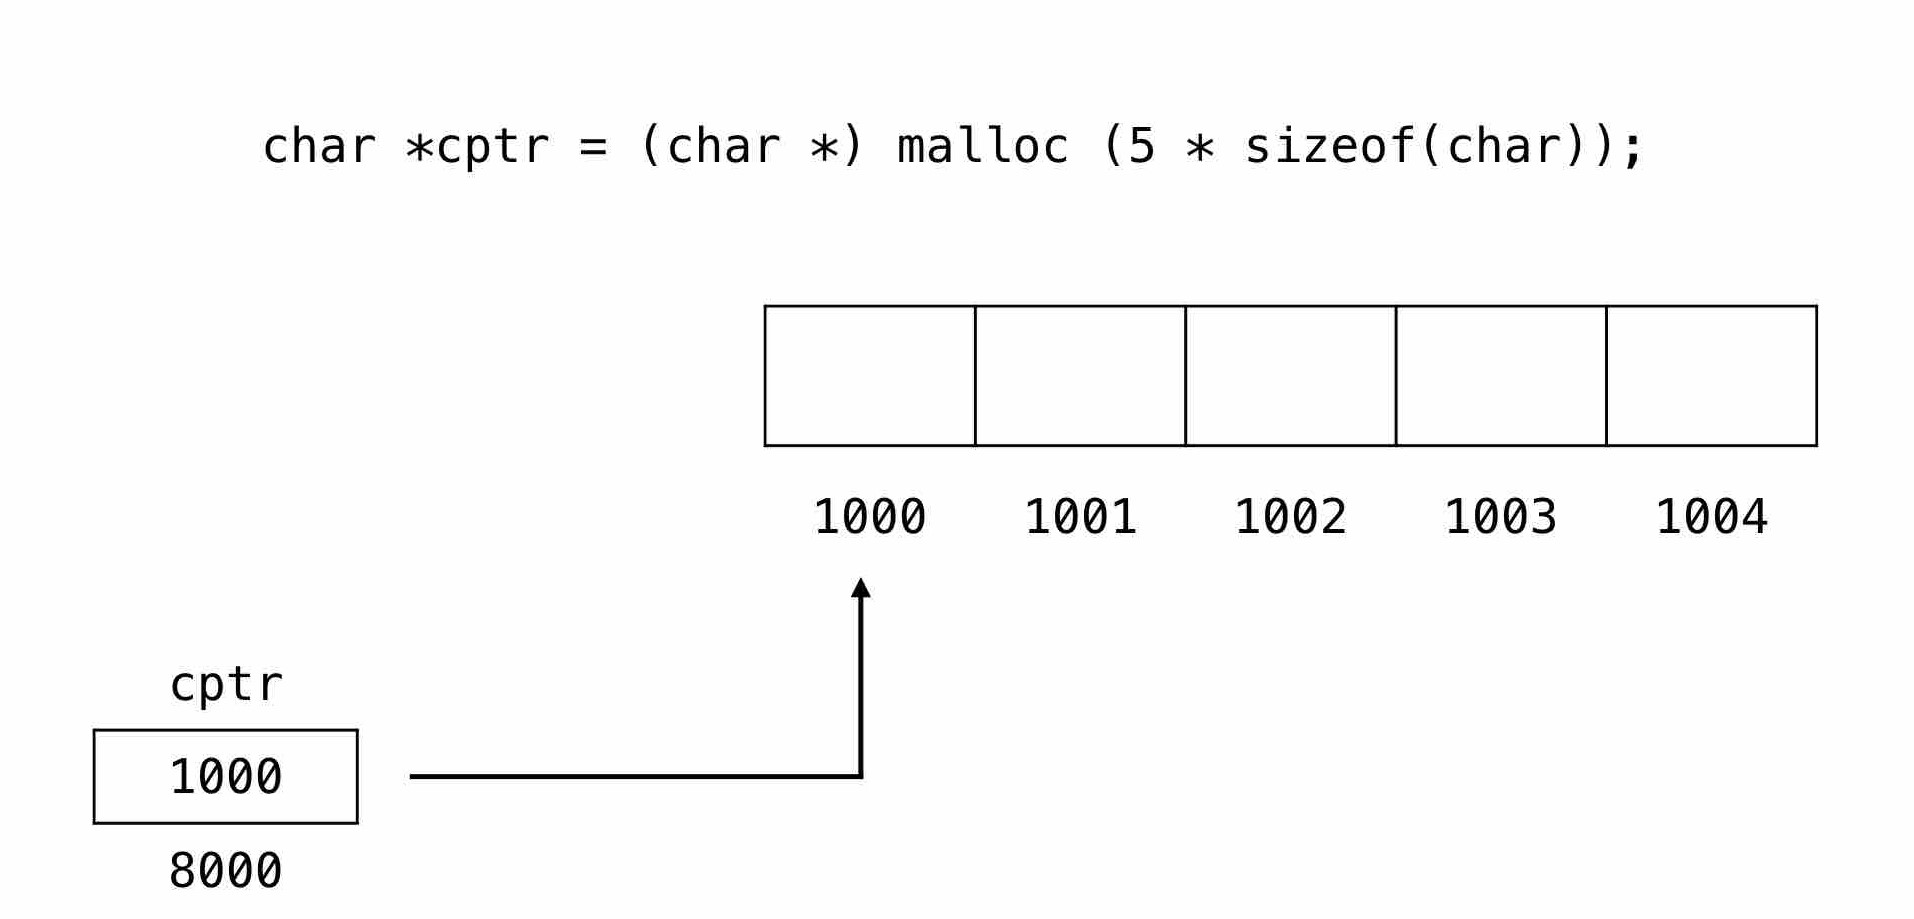 char *cptr = (char *) malloc (5 * sizeof(char));
1000 1001 1002 1003 1004
cptr
1000
8000